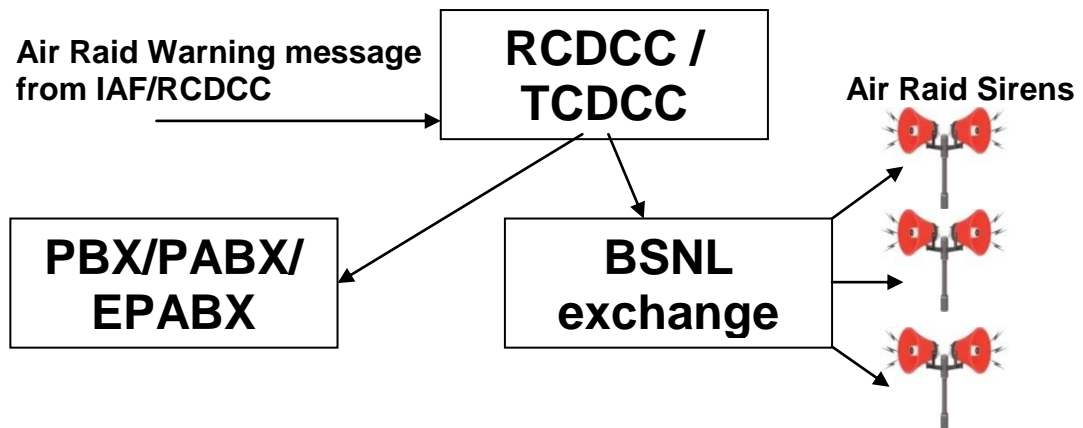 Air Raid Warning message
from IAF/RCDCC
RCDCC /
TCDCC
Air Raid Sirens
PBX/PABX/
EPABX
BSNL
exchange